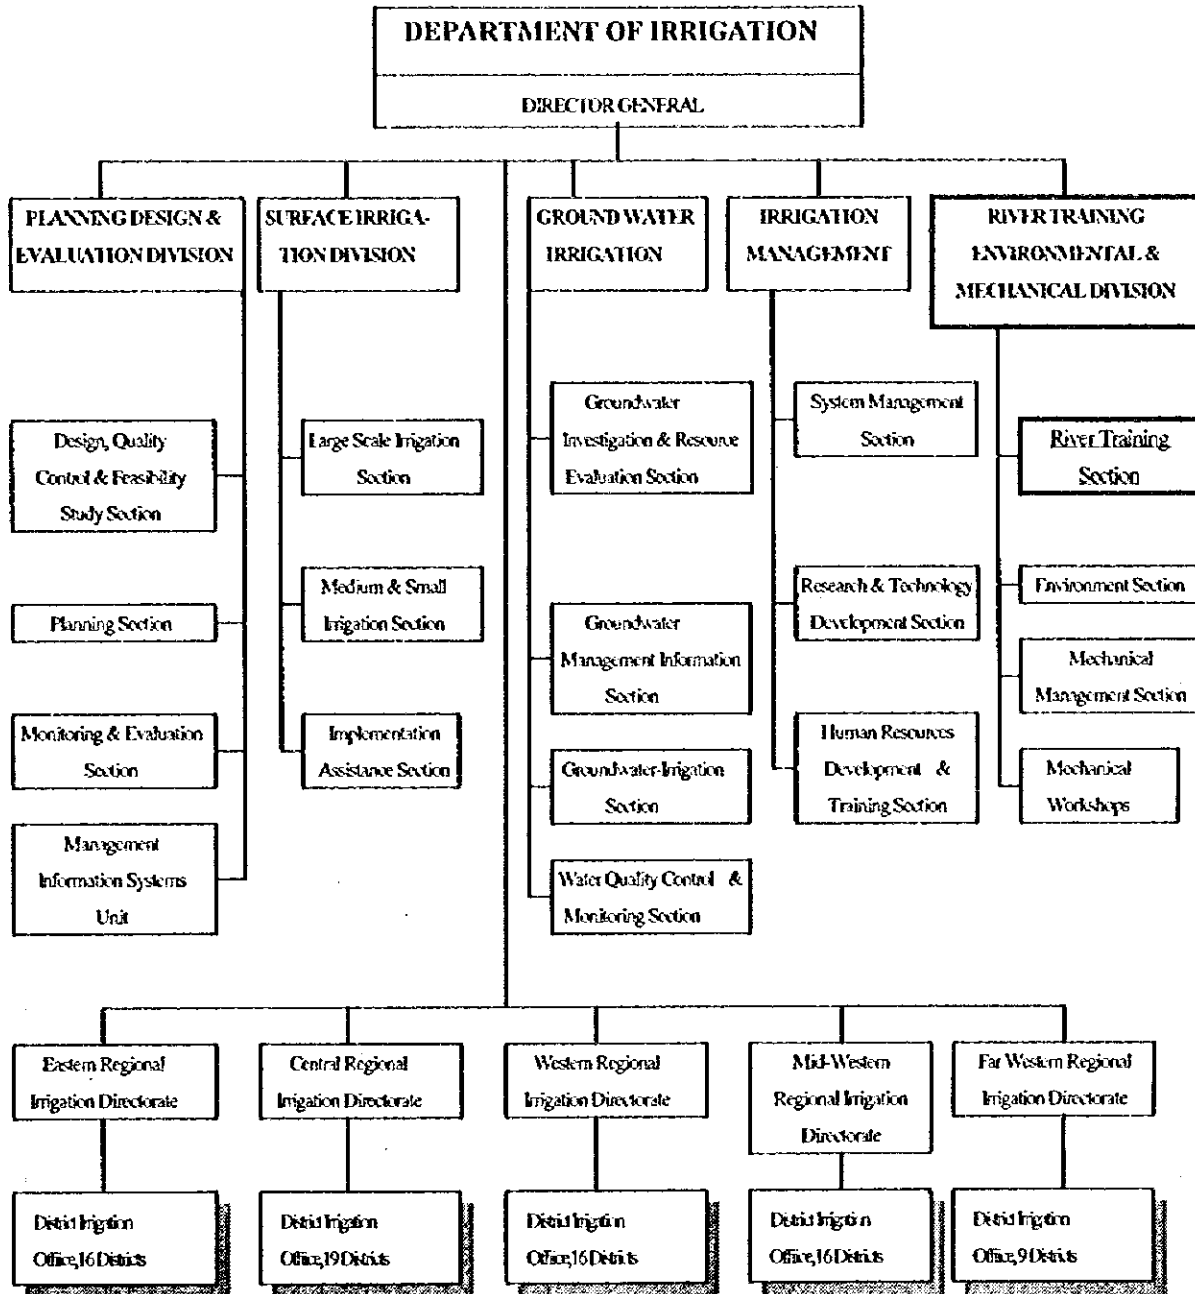 DEPARTMENT OF IRRIGATION
DIRECTOR GENERAL
PLANNING DESIGN &
EVALUATION DIVISION
SURFACE IRRIGA-
TION DIVISION
GROUND WATER
IRRIGATION
IRRIGATION
MANAGEMENT
RIVER TRAINING
ENVIRONMENTAL &
MECHANICAL DIVISION
Design, Quality
Control & Feasibility
Study Section
Planning Section
Monitoring & Evaluation
Section
Management
Information Systems
Unit
Large Scale Irrigation
Section
Medium & Small
Irrigation Section
Implementation
Assistance Section
Groundwater
Investigation & Resource
Evaluation Section
Groundwater
Management Information
Section
Groundwater-Irrigation
Section
Water Quality Control &
Monitoring Section
System Management
Section
Research & Technology
Development Section
Human Resources
Development &
Training Section
River Training
Section
Environment Section
Mechanical
Management Section
Mechanical
Workshops
Eastern Regional
Irrigation Directorate
Central Regional
Irrigation Directorate
Western Regional
Irrigation Directorate
Mid-Western
Regional Irrigation
Directorate
Far Western Regional
Irrigation Directorate
District Irrigation
Office,16 Districts
District Irrigation
Office,19 Districts
District Irrigation
Office,16 Districts
District Irrigation
Office,16 Districts
District Irrigation
Office,9 Districts